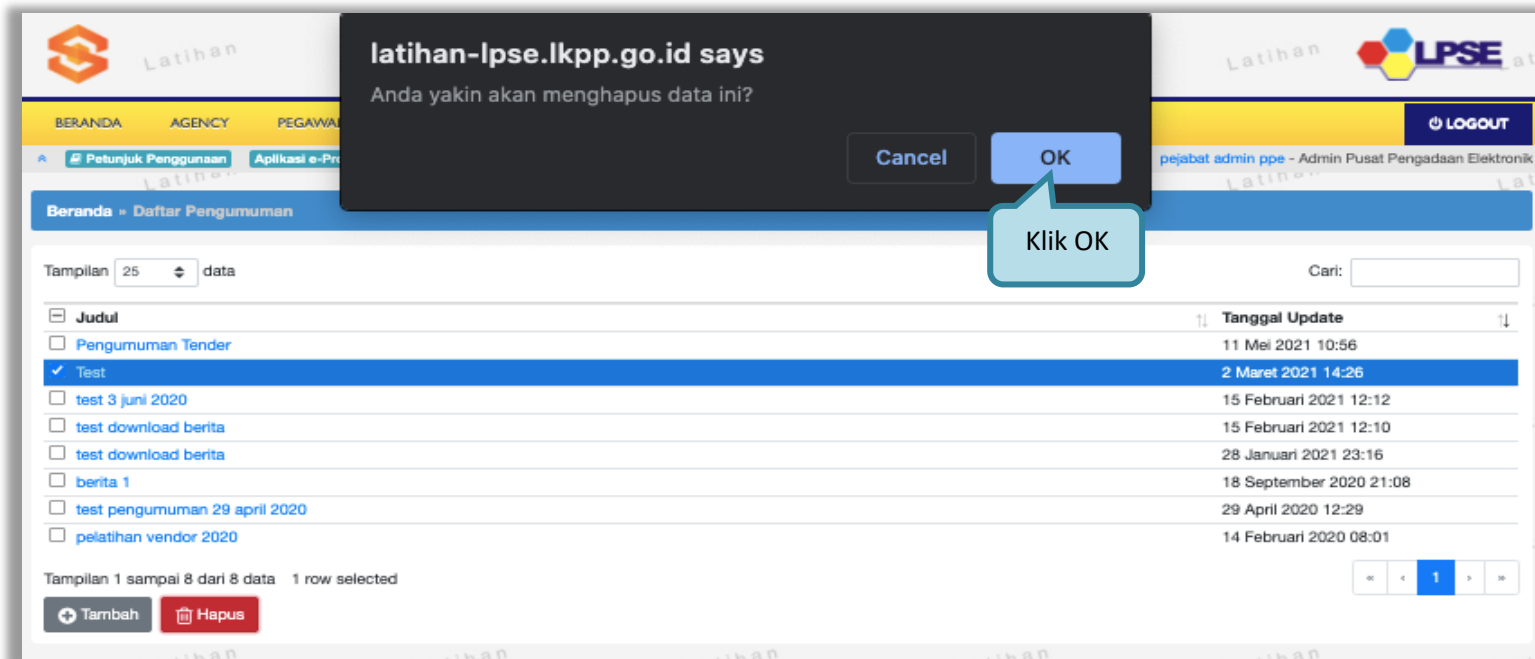 Latihan
latihan-lpse.lkpp.go.id says
Anda yakin akan menghapus data ini?
Cancel
OK
Klik OK
Latihan
LPSE
BERANDA AGENCY PEGAWAI
LOGOUT
Petunjuk Penggunaan Aplikasi e-Pro
pejabat admin ppe - Admin Pusat Pengadaan Elektronik
Beranda » Daftar Pengumuman
Tampilan 25 data
Cari:
Judul Tanggal Update
Pengumuman Tender 11 Mei 2021 10:56
Test 2 Maret 2021 14:26
test 3 juni 2020 15 Februari 2021 12:12
test download berita 15 Februari 2021 12:10
test download berita 28 Januari 2021 23:16
berita 1 18 September 2020 21:08
test pengumuman 29 april 2020 29 April 2020 12:29
pelatihan vendor 2020 14 Februari 2020 08:01
Tampilan 1 sampai 8 dari 8 data 1 row selected
« ‹ 1 › »
Tambah Hapus